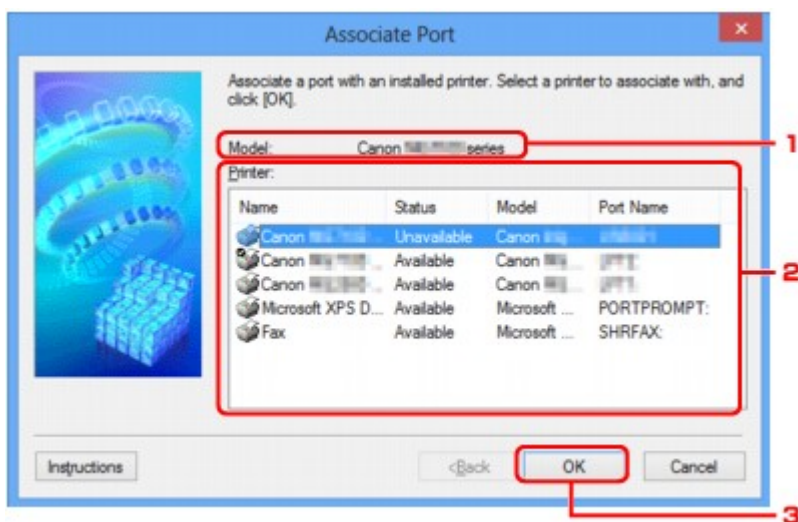 Associate Port
Associate a port with an installed printer. Select a printer to associate with, and
click [OK].
Model: Canon series
1
Printer:
Name Status Model Port Name
Canon Unavailable Canon
2
Canon ... Available Canon
Canon ... Available Canon
Microsoft XPS D... Available Microsoft ... PORTPROMPT:
Fax Available Microsoft ... SHRFAX:
Instructions <Back OK Cancel
3